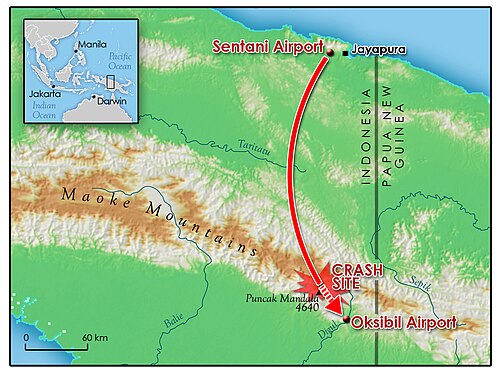 Manila
Pacific
Ocean
Jakarta
Indian
Ocean
Darwin
Sentani Airport
Jayapura
INDONESIA
PAPUA NEW
GUINEA
Taritatu
Maoke Mountains
CRASH
SITE
Sepik
Puncak Mandala
4640
Digul
Oksibil Airport
Balie
0 60 km